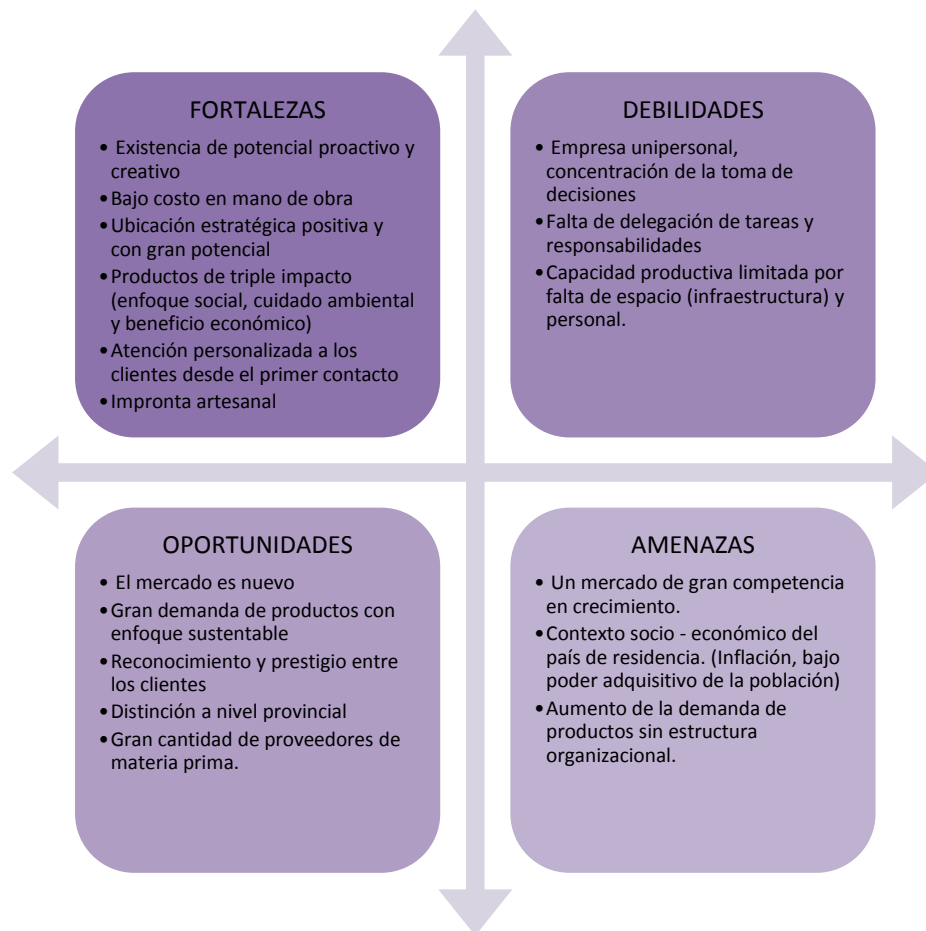 FORTALEZAS
• Existencia de potencial proactivo y
creativo
•Bajo costo en mano de obra
•Ubicación estratégica positiva y
con gran potencial
•Productos de triple impacto
(enfoque social, cuidado ambiental
y beneficio económico)
•Atención personalizada a los
clientes desde el primer contacto
•Impronta artesanal
DEBILIDADES
• Empresa unipersonal,
concentración de la toma de
decisiones
•Falta de delegación de tareas y
responsabilidades
•Capacidad productiva limitada por
falta de espacio (infraestructura) y
personal.
OPORTUNIDADES
• El mercado es nuevo
•Gran demanda de productos con
enfoque sustentable
•Reconocimiento y prestigio entre
los clientes
•Distinción a nivel provincial
•Gran cantidad de proveedores de
materia prima.
AMENAZAS
• Un mercado de gran competencia
en crecimiento.
•Contexto socio - económico del
país de residencia. (Inflación, bajo
poder adquisitivo de la población)
•Aumento de la demanda de
productos sin estructura
organizacional.